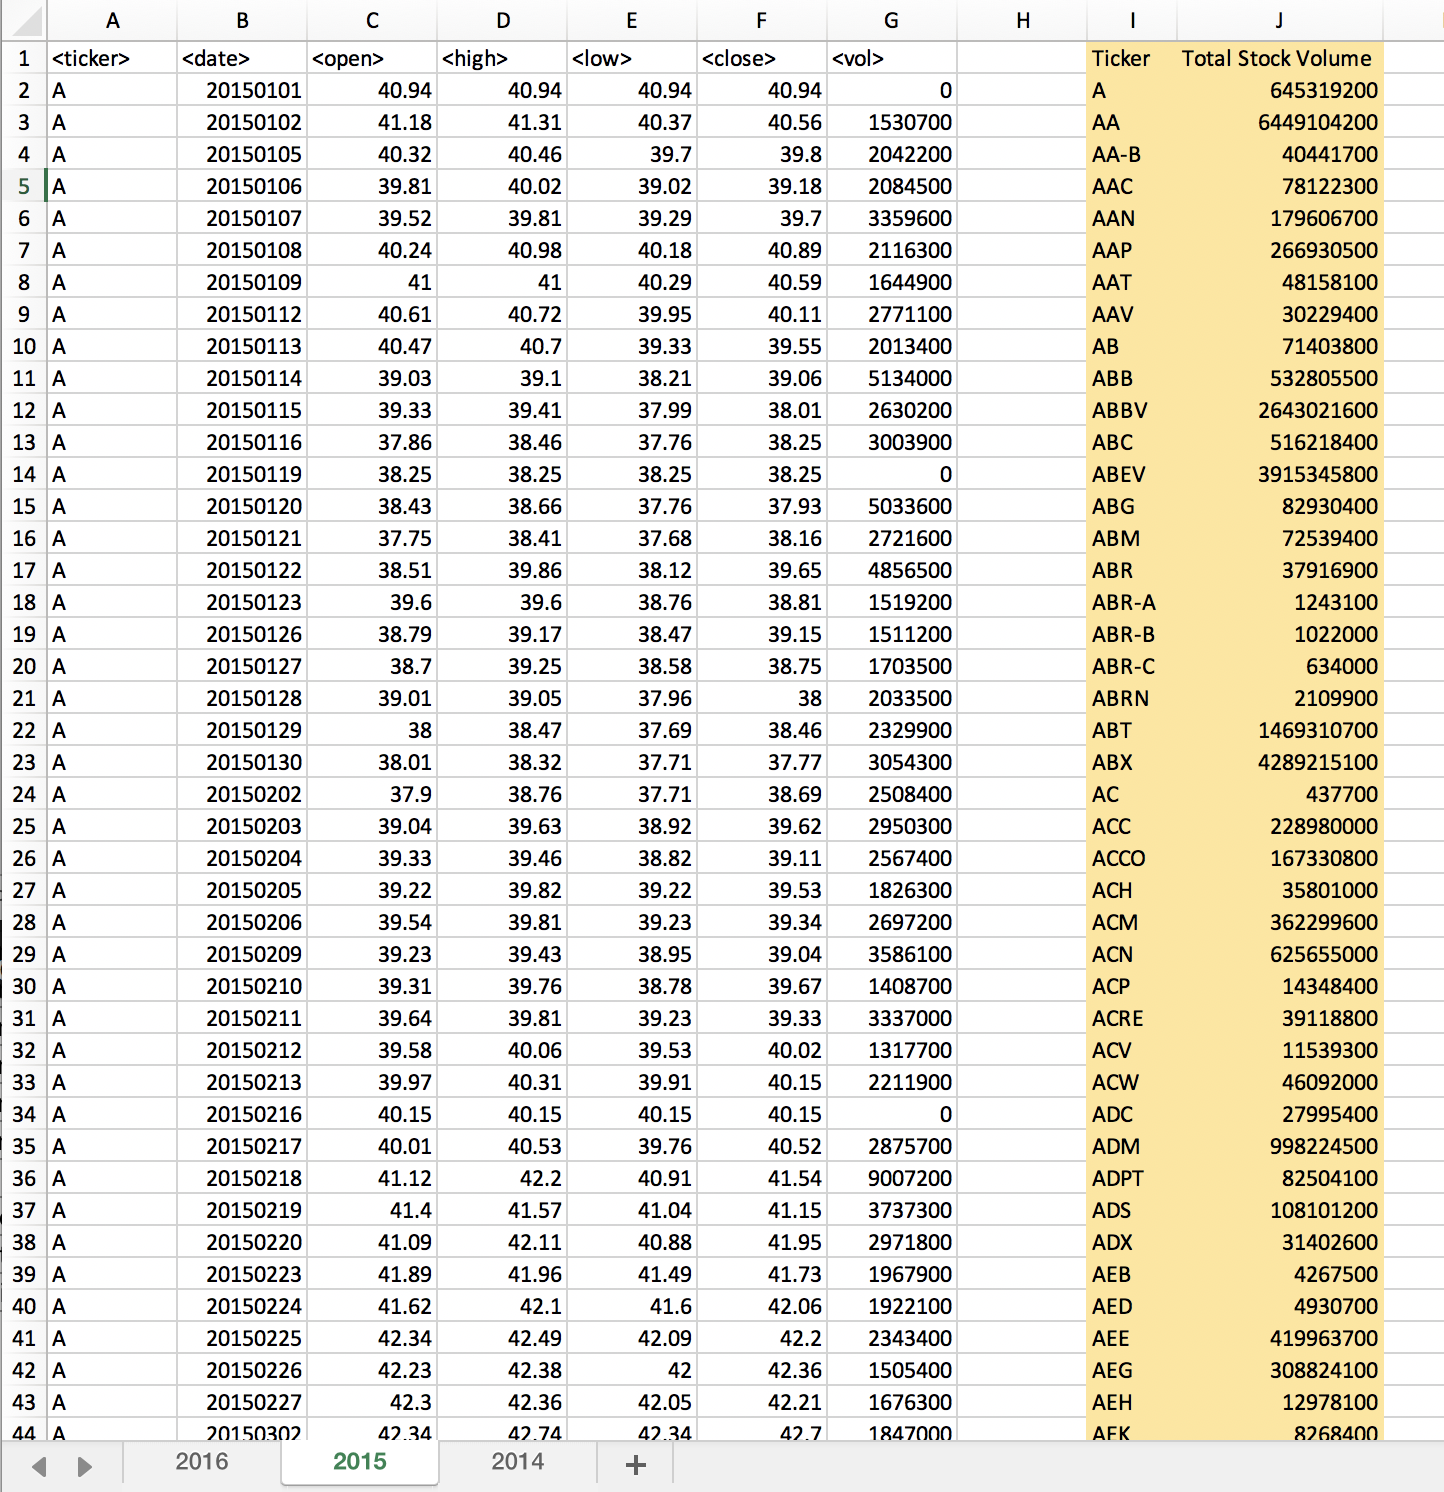 A B C D E F G H I J
1 <ticker> <date> <open> <high> <low> <close> <vol> Ticker Total Stock Volume
2 A 20150101 40.94 40.94 40.94 40.94 0 A 645319200
3 A 20150102 41.18 41.31 40.37 40.56 1530700 AA 6449104200
4 A 20150105 40.32 40.46 39.7 39.8 2042200 AA-B 40441700
5 A 20150106 39.81 40.02 39.02 39.18 2084500 AAC 78122300
6 A 20150107 39.52 39.81 39.29 39.7 3359600 AAN 179606700
7 A 20150108 40.24 40.98 40.18 40.89 2116300 AAP 266930500
8 A 20150109 41 41 40.29 40.59 1644900 AAT 48158100
9 A 20150112 40.61 40.72 39.95 40.11 2771100 AAV 30229400
10 A 20150113 40.47 40.7 39.33 39.55 2013400 AB 71403800
11 A 20150114 39.03 39.1 38.21 39.06 5134000 ABB 532805500
12 A 20150115 39.33 39.41 37.99 38.01 2630200 ABBV 2643021600
13 A 20150116 37.86 38.46 37.76 38.25 3003900 ABC 516218400
14 A 20150119 38.25 38.25 38.25 38.25 0 ABEV 3915345800
15 A 20150120 38.43 38.66 37.76 37.93 5033600 ABG 82930400
16 A 20150121 37.75 38.41 37.68 38.16 2721600 ABM 72539400
17 A 20150122 38.51 39.86 38.12 39.65 4856500 ABR 37916900
18 A 20150123 39.6 39.6 38.76 38.81 1519200 ABR-A 1243100
19 A 20150126 38.79 39.17 38.47 39.15 1511200 ABR-B 1022000
20 A 20150127 38.7 39.25 38.58 38.75 1703500 ABR-C 634000
21 A 20150128 39.01 39.05 37.96 38 2033500 ABRN 2109900
22 A 20150129 38 38.47 37.69 38.46 2329900 ABT 1469310700
23 A 20150130 38.01 38.32 37.71 37.77 3054300 ABX 4289215100
24 A 20150202 37.9 38.76 37.71 38.69 2508400 AC 437700
25 A 20150203 39.04 39.63 38.92 39.62 2950300 ACC 228980000
26 A 20150204 39.33 39.46 38.82 39.11 2567400 ACCO 167330800
27 A 20150205 39.22 39.82 39.22 39.53 1826300 ACH 35801000
28 A 20150206 39.54 39.81 39.23 39.34 2697200 ACM 362299600
29 A 20150209 39.23 39.43 38.95 39.04 3586100 ACN 625655000
30 A 20150210 39.31 39.76 38.78 39.67 1408700 ACP 14348400
31 A 20150211 39.64 39.81 39.23 39.33 3337000 ACRE 39118800
32 A 20150212 39.58 40.06 39.53 40.02 1317700 ACV 11539300
33 A 20150213 39.97 40.31 39.91 40.15 2211900 ACW 46092000
34 A 20150216 40.15 40.15 40.15 40.15 0 ADC 27995400
35 A 20150217 40.01 40.53 39.76 40.52 2875700 ADM 998224500
36 A 20150218 41.12 42.2 40.91 41.54 9007200 ADPT 82504100
37 A 20150219 41.4 41.57 41.04 41.15 3737300 ADS 108101200
38 A 20150220 41.09 42.11 40.88 41.95 2971800 ADX 31402600
39 A 20150223 41.89 41.96 41.49 41.73 1967900 AEB 4267500
40 A 20150224 41.62 42.1 41.6 42.06 1922100 AED 4930700
41 A 20150225 42.34 42.49 42.09 42.2 2343400 AEE 419963700
42 A 20150226 42.23 42.38 42 42.36 1505400 AEG 308824100
43 A 20150227 42.3 42.36 42.05 42.21 1676300 AEH 12978100
44 A 20150302 42.34 42.74 42.34 42.7 1847000 AEK 8268400
2016 2015 2014 +